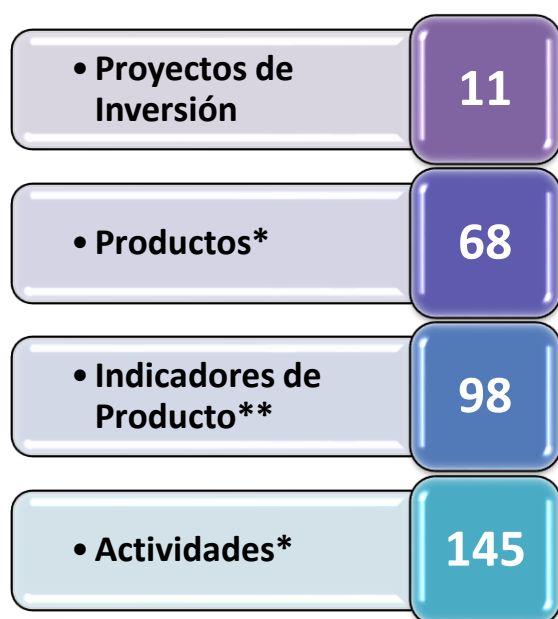 • Proyectos de
Inversión
11
• Productos*
68
• Indicadores de
Producto**
98
• Actividades*
145